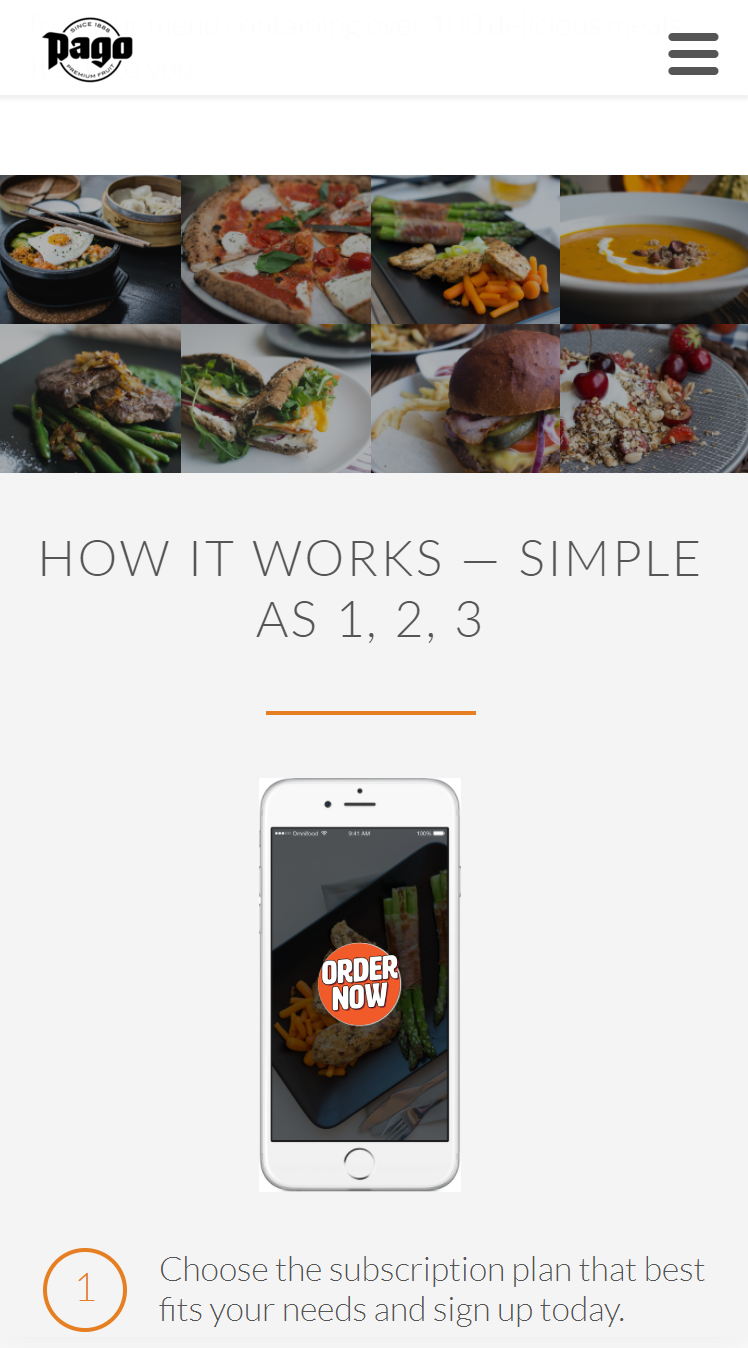 SINCE 1888
pago
PREMIUM FRUIT
HOW IT WORKS — SIMPLE
AS 1, 2, 3
Omnifood
9:41 AM
100%
ORDER
NOW
1
Choose the subscription plan that best
fits your needs and sign up today.